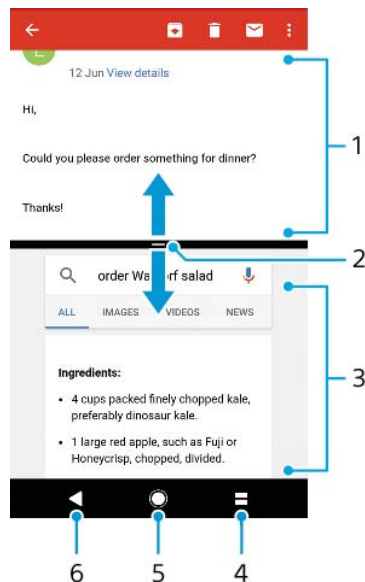 12 Jun View details
Hi,
1
Could you please order something for dinner?
Thanks!
2
order Wa rf salad
ALL IMAGES VIDEOS NEWS
3
Ingredients:
• 4 cups packed finely chopped kale,
preferably dinosaur kale.
• 1 large red apple, such as Fuji or
Honeycrisp, chopped, divided.
6 5 4